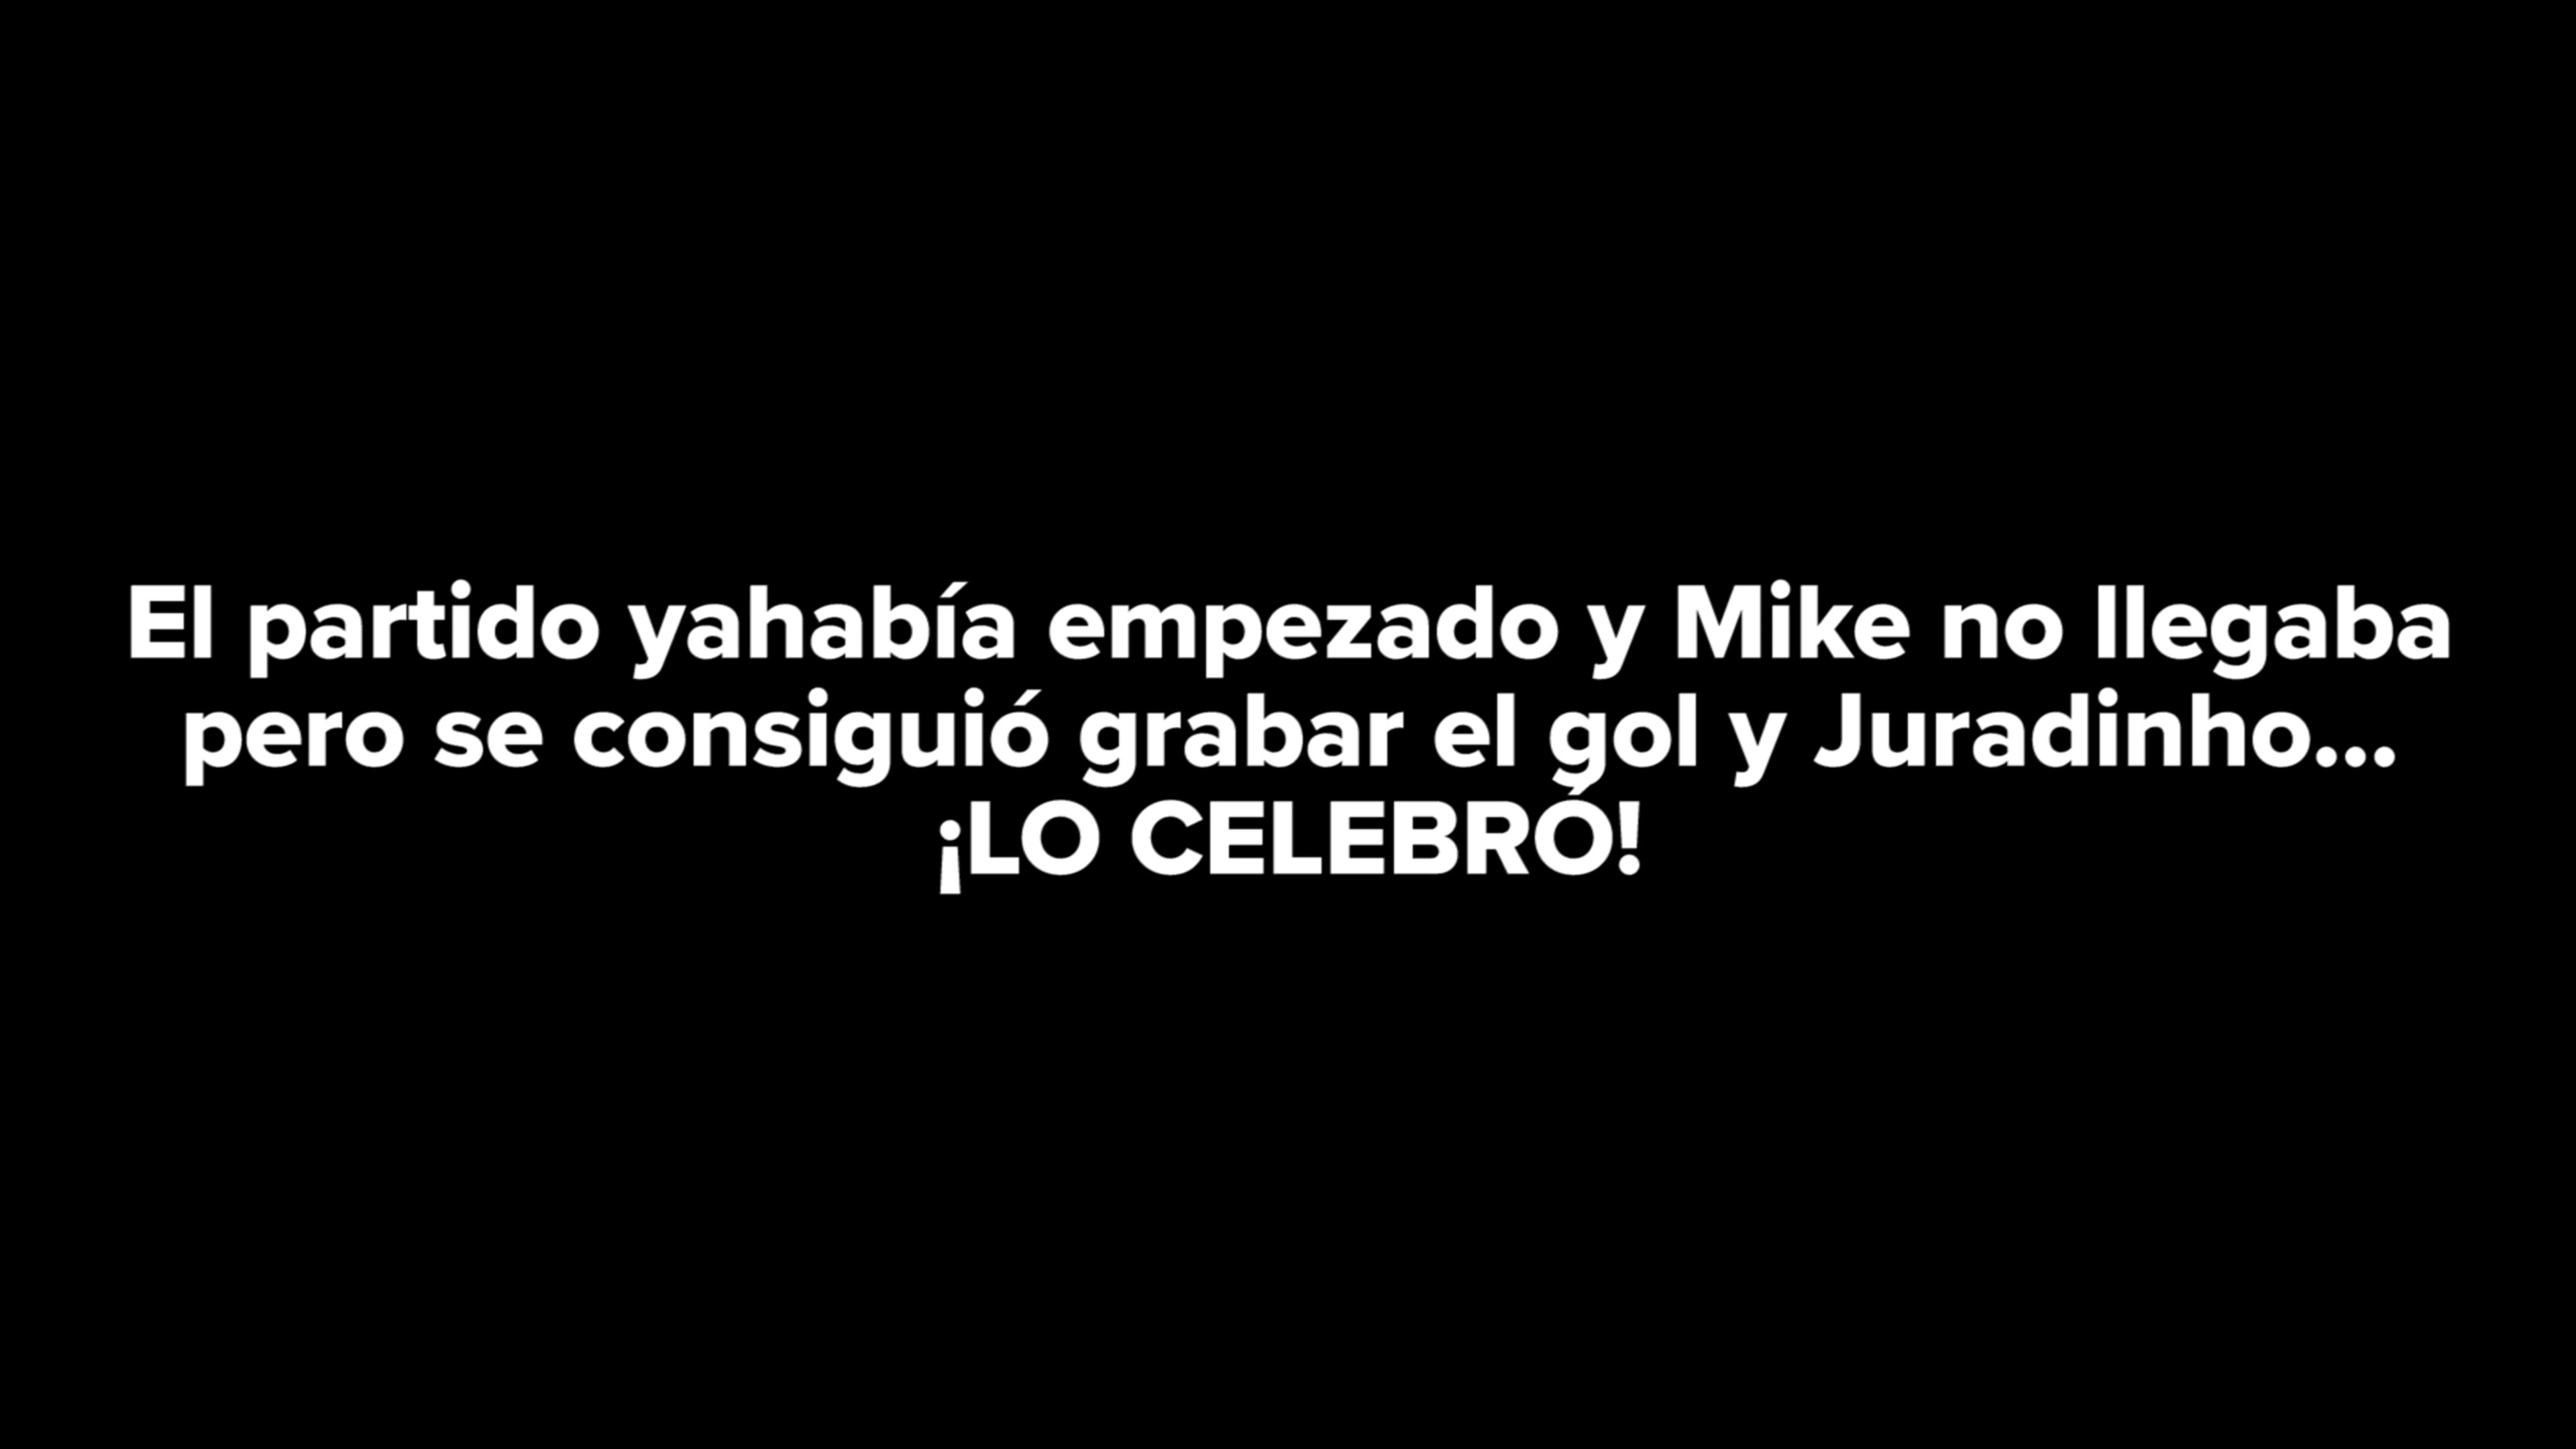 El partido yahabía empezado y Mike no llegaba
pero se consiguió grabar el gol y Juradinho...
¡LO CELEBRÓ!